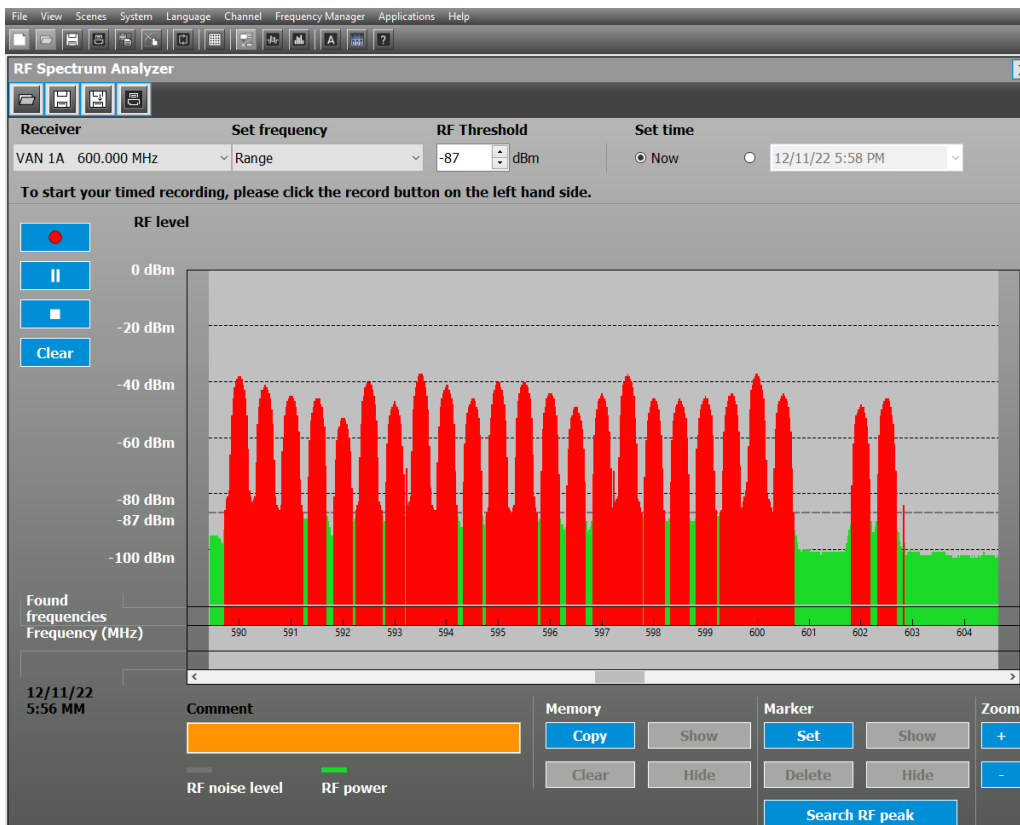 File View Scenes System Language Channel Frequency Manager Applications Help
A ?
RF Spectrum Analyzer
Receiver Set frequency RF Threshold Set time
VAN 1A 600.000 MHz Range -87 dBm Now 12/11/22 5:58 PM
To start your timed recording, please click the record button on the left hand side.
RF level
0 dBm
-20 dBm
Clear
-40 dBm
-60 dBm
-80 dBm
-87 dBm
-100 dBm
Found
frequencies
Frequency (MHz) 590 591 592 593 594 595 596 597 598 599 600 601 602 603 604
12/11/22
5:56 MM
Comment Memory Marker Zoom
Copy Show Set Show +
Clear Hide Delete Hide -
RF noise level RF power
Search RF peak